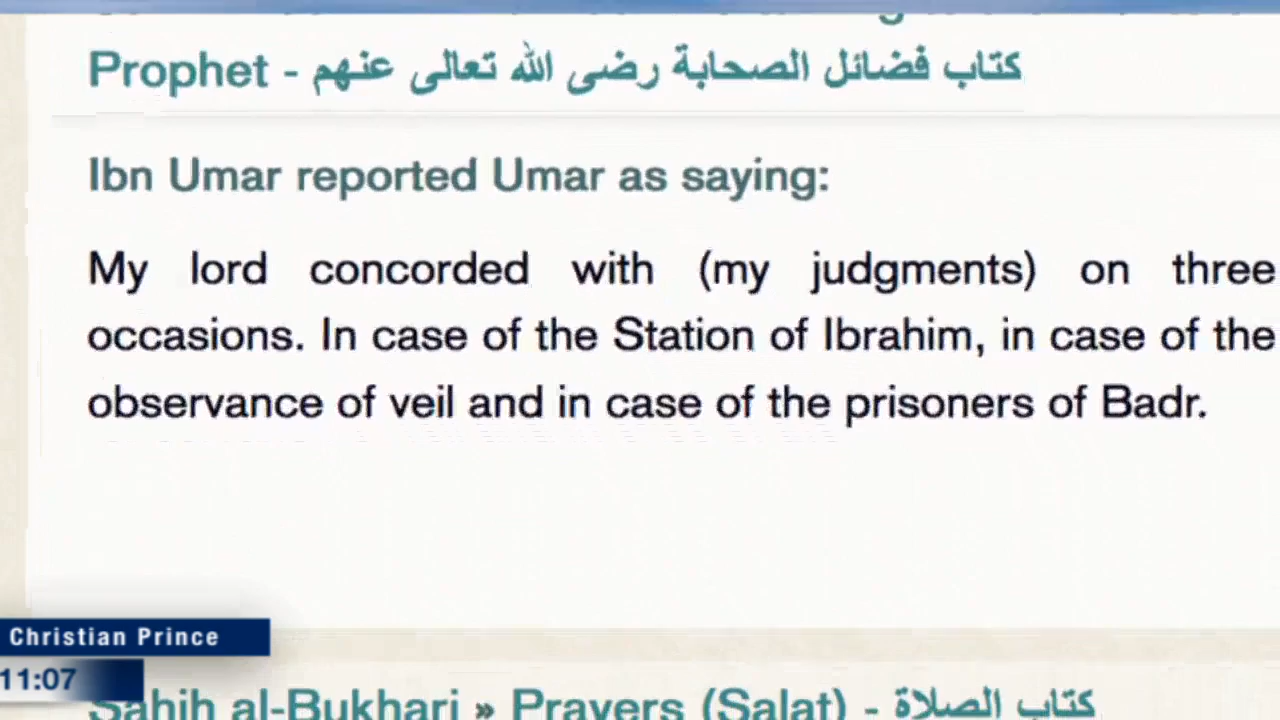 Prophet - كتاب فضائل الصحابة رضى الله تعالى عنهم
Ibn Umar reported Umar as saying:
My lord concorded with (my judgments) on three
occasions. In case of the Station of Ibrahim, in case of the
observance of veil and in case of the prisoners of Badr.
Christian Prince
11:07
Sahih al-Bukhari » Prayers (Salat) - كتاب الصلاة